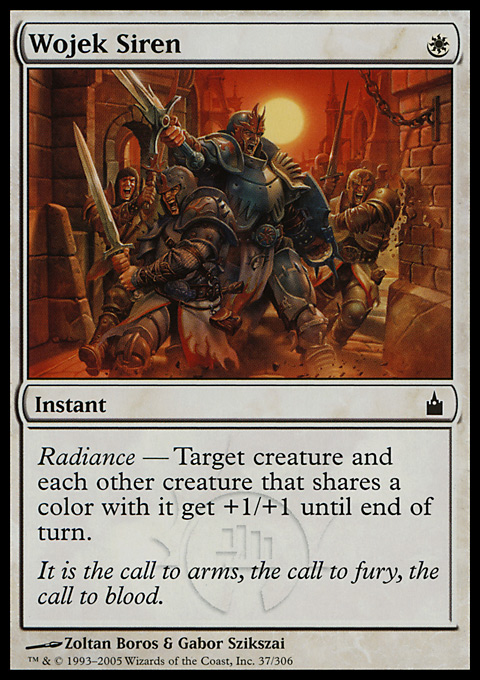 Wojek Siren
Instant
Radiance — Target creature and
each other creature that shares a
color with it get +1/+1 until end of
turn.
It is the call to arms, the call to fury, the
call to blood.
Zoltan Boros & Gabor Szikszai
™ & © 1993–2005 Wizards of the Coast, Inc. 37/306